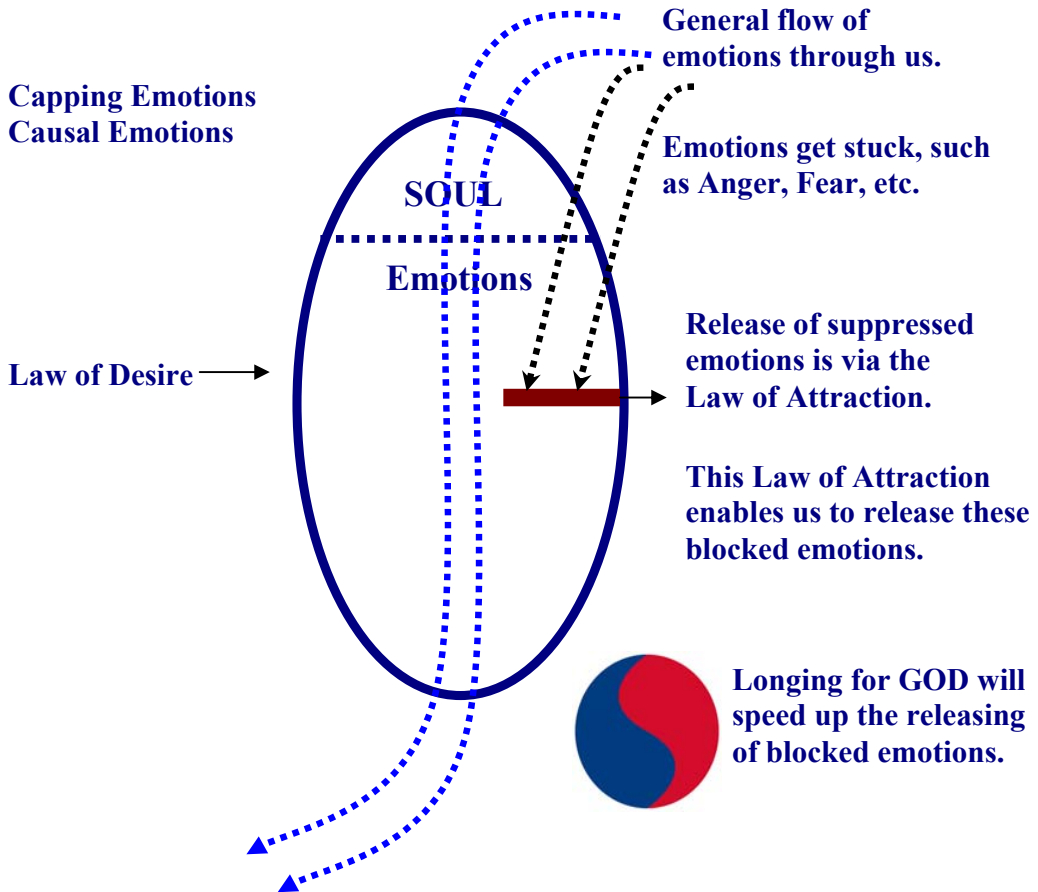 General flow of
emotions through us.
Capping Emotions
Causal Emotions
Emotions get stuck, such
as Anger, Fear, etc.
SOUL
Emotions
Law of Desire
Release of suppressed
emotions is via the
Law of Attraction.
This Law of Attraction
enables us to release these
blocked emotions.
Longing for GOD will
speed up the releasing
of blocked emotions.